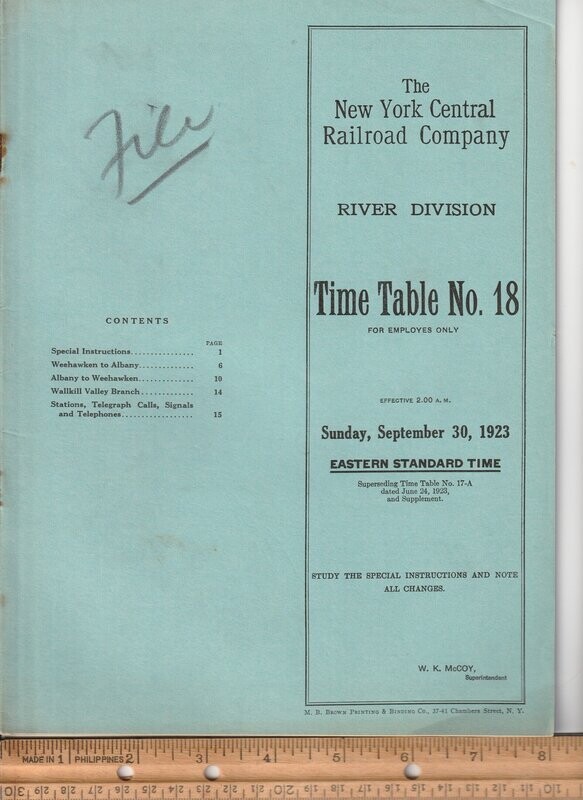 File
CONTENTS
PAGE
Special Instructions............... 1
Weehawken to Albany............. 6
Albany to Weehawken............. 10
Wallkill Valley Branch............. 14
Stations, Telegraph Calls, Signals
and Telephones.................. 15
The
New York Central
Railroad Company
RIVER DIVISION
Time Table No. 18
FOR EMPLOYES ONLY
EFFECTIVE 2.00 A. M.
Sunday, September 30, 1923
EASTERN STANDARD TIME
Superseding Time Table No. 17-A
dated June 24, 1923,
and Supplement.
STUDY THE SPECIAL INSTRUCTIONS AND NOTE
ALL CHANGES.
W. K. McCOY,
Superintendent
M. B. Brown Printing & Binding Co., 37-41 Chambers Street, N. Y.
MADE IN 1 PHILIPPINES 2 3 4 5 6 7 8